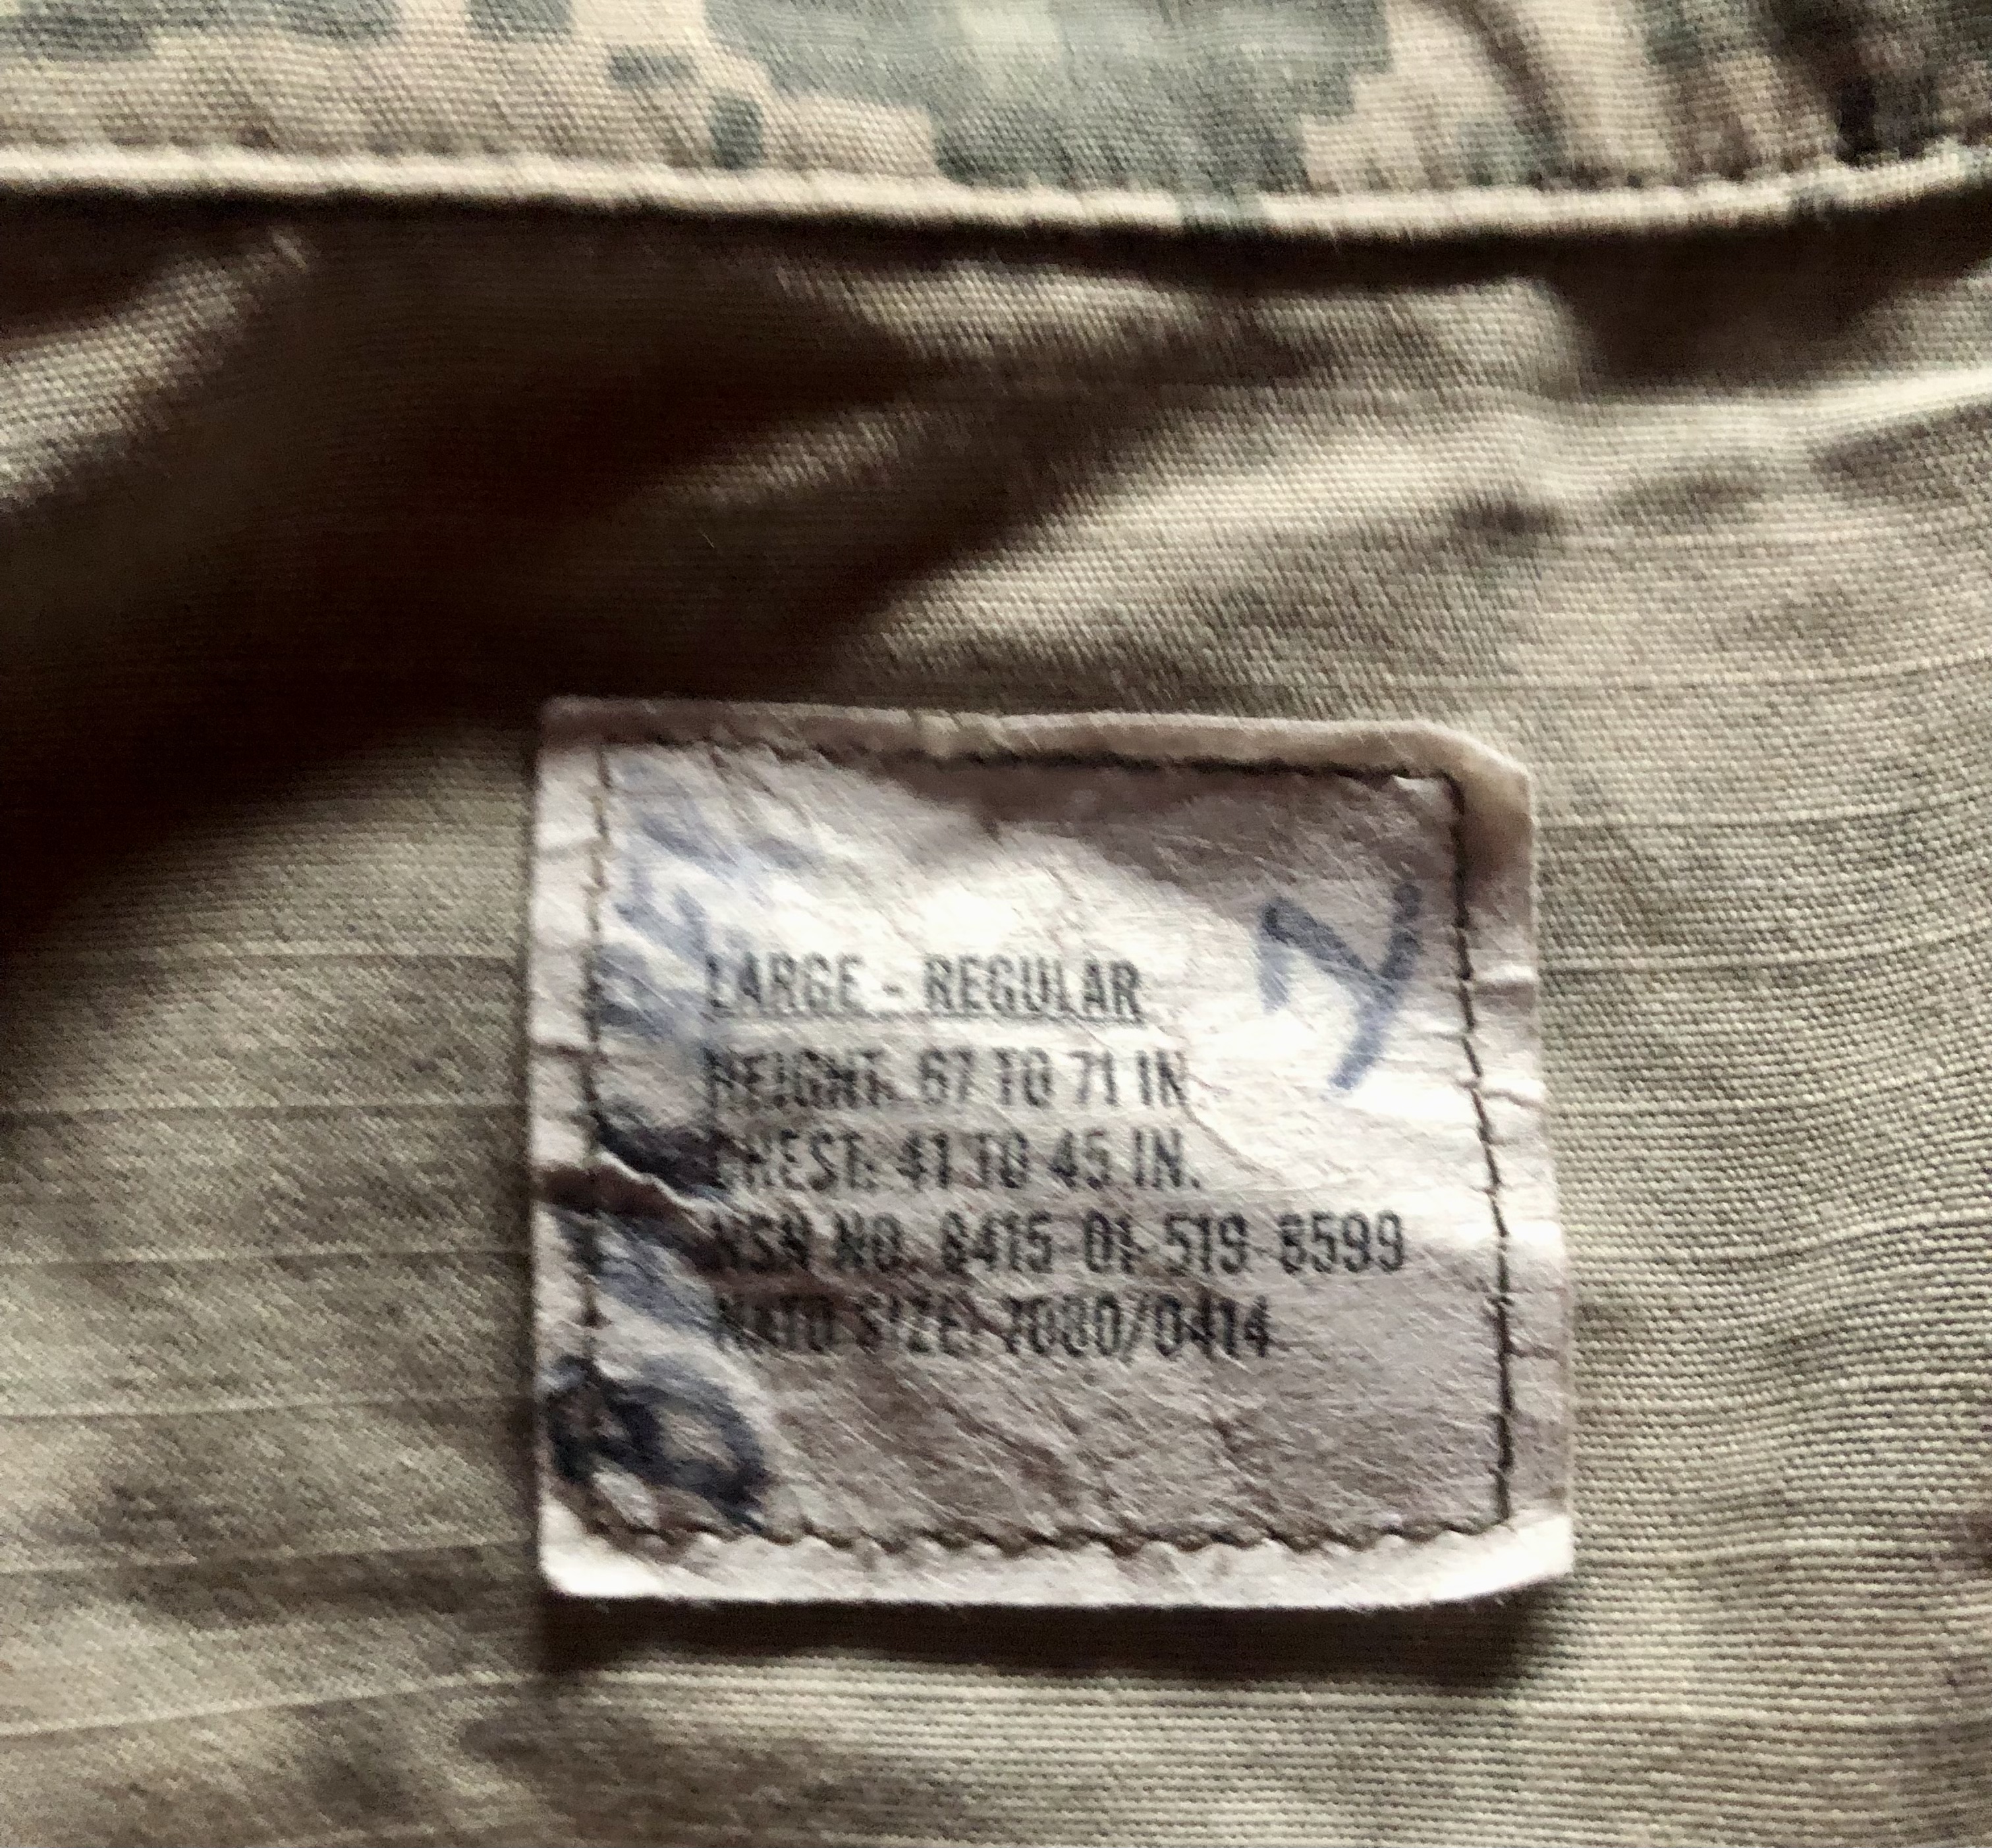 LARGE - REGULAR
HEIGHT: 67 TO 71 IN.
CHEST: 41 TO 45 IN.
NSN NO. 8415-01-519-8599
NATO SIZE: 7080/0414